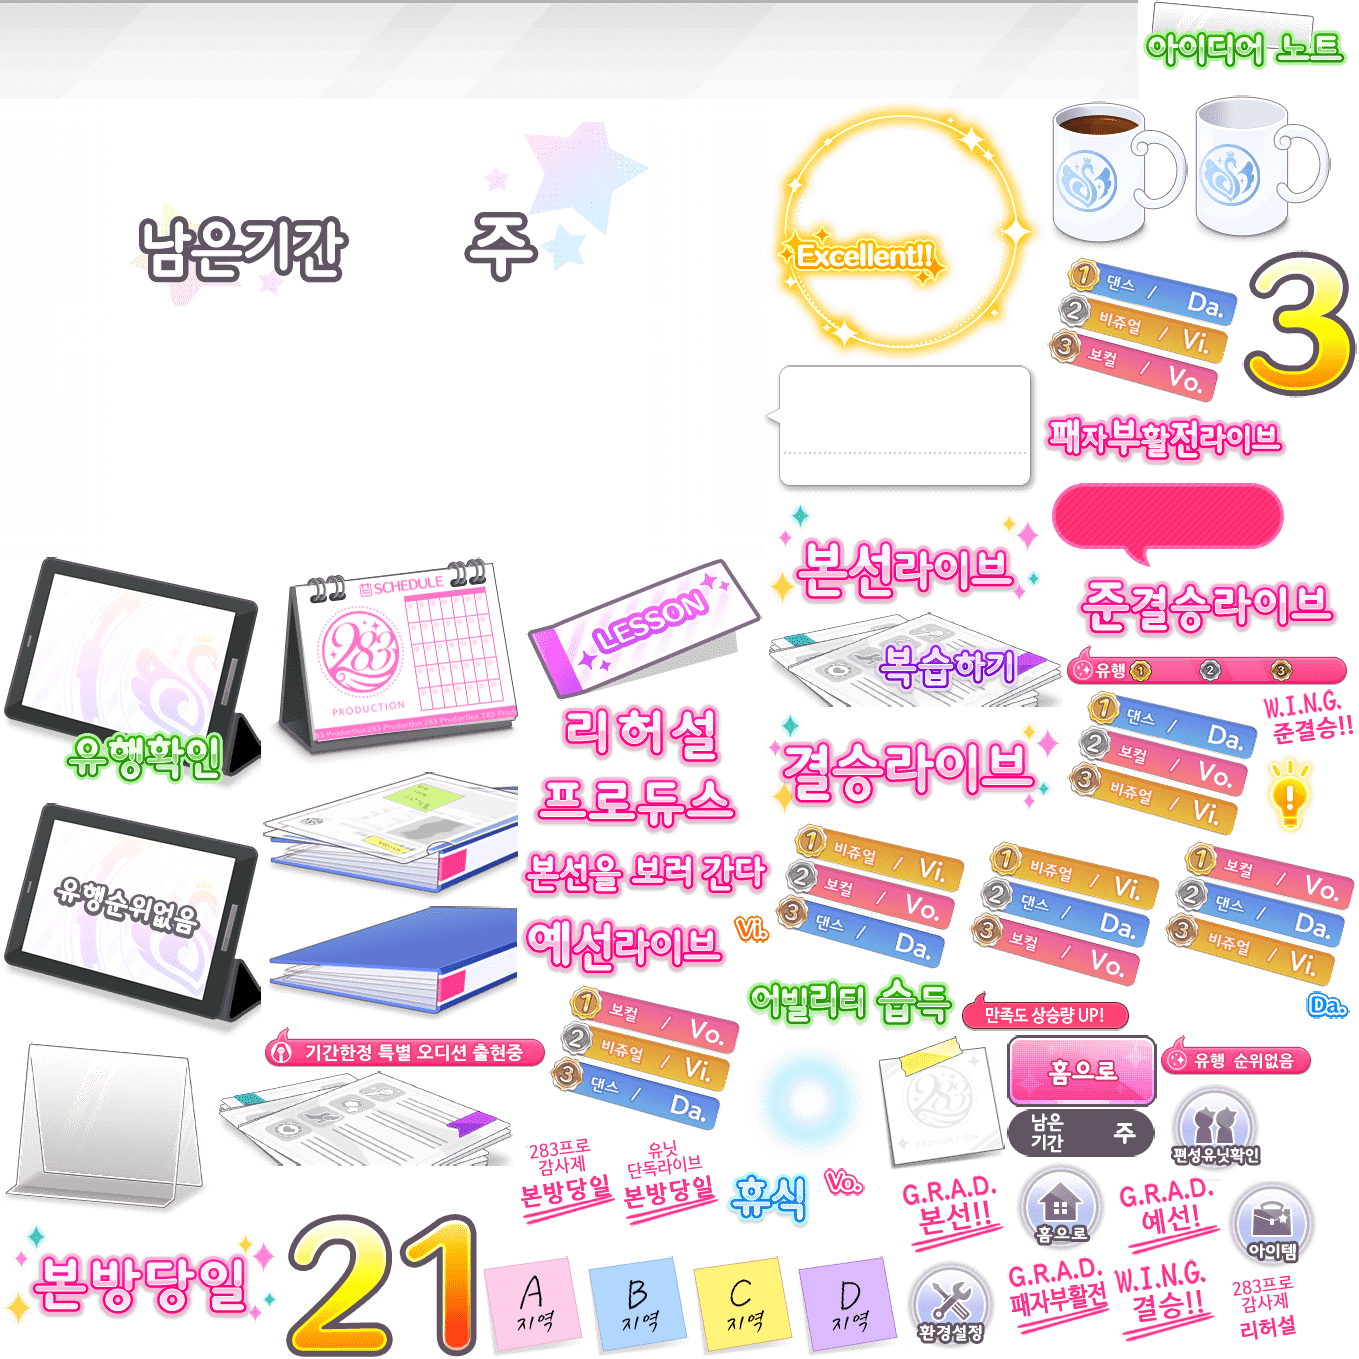 아이디어 노트
남은기간
주
Excellent!!
1 댄스 / Da.
2 비쥬얼 / Vi.
3 보컬 / Vo.
3
패자부활전라이브
본선라이브
준결승라이브
SCHEDULE
283
PRODUCTION
283 Production 283 Production 283 Production
LESSON
복습하기
유행 1 2 3
유행확인
1 댄스 / Da.
2 보컬 / Vo.
3 비쥬얼 / Vi.
W.I.N.G.
준결승!!
리허설
프로듀스
결승라이브
본선을 보러 간다
예선라이브
Vi.
유행순위없음
1 비쥬얼 / Vi.
2 보컬 / Vo.
3 댄스 / Da.
1 비쥬얼 / Vi.
2 댄스 / Da.
3 보컬 / Vo.
1 보컬 / Vo.
2 댄스 / Da.
3 비쥬얼 / Vi.
어빌리티 습득
만족도 상승량 UP!
Da.
기간한정 특별 오디션 출현중
1 보컬 / Vo.
2 비쥬얼 / Vi.
3 댄스 / Da.
283
PRODUCTION
홈으로
유행 순위없음
남은
기간
주
편성유닛확인
283프로
감사제
본방당일
유닛
단독라이브
본방당일
휴식
Vo.
G.R.A.D.
본선!!
홈으로
G.R.A.D.
예선!
아이템
본방당일
21
A
지역
B
지역
C
지역
D
지역
환경설정
G.R.A.D.
패자부활전
W.I.N.G.
결승!!
283프로
감사제
리허설